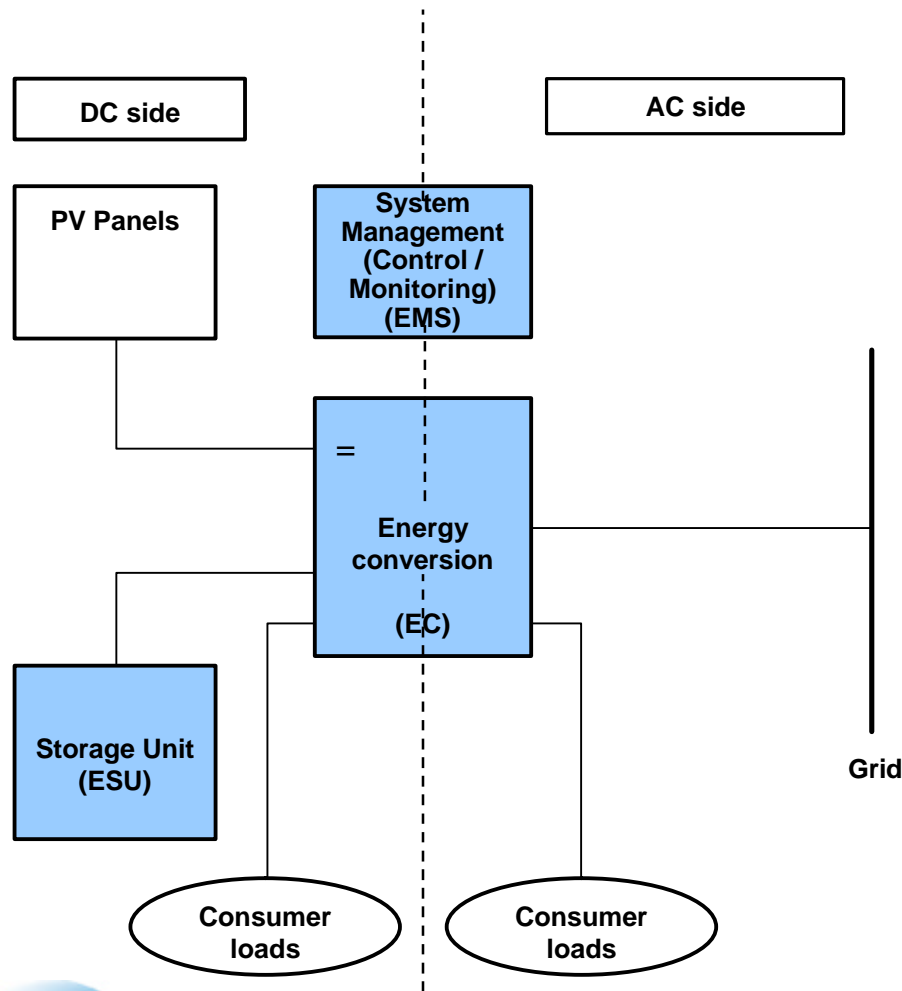 DC side
AC side
PV Panels
System
Management
(Control /
Monitoring)
(EMS)
=
Energy
conversion
(EC)
Storage Unit
(ESU)
Grid
Consumer
loads
Consumer
loads